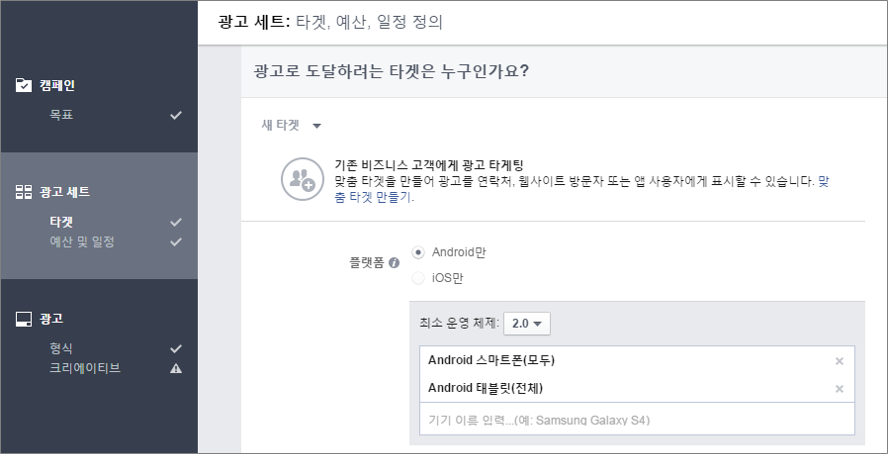 광고 세트: 타겟, 예산, 일정 정의
캠페인
목표
광고 세트
타겟
예산 및 일정
광고
형식
크리에이티브
광고로 도달하려는 타겟은 누구인가요?
새 타겟
기존 비즈니스 고객에게 광고 타게팅
맞춤 타겟을 만들어 광고를 연락처, 웹사이트 방문자 또는 앱 사용자에게 표시할 수 있습니다. 맞
춤 타겟 만들기.
플랫폼
Android만
iOS만
최소 운영 체제: 2.0
Android 스마트폰(모두)
Android 태블릿(전체)
기기 이름 입력...(예: Samsung Galaxy S4)